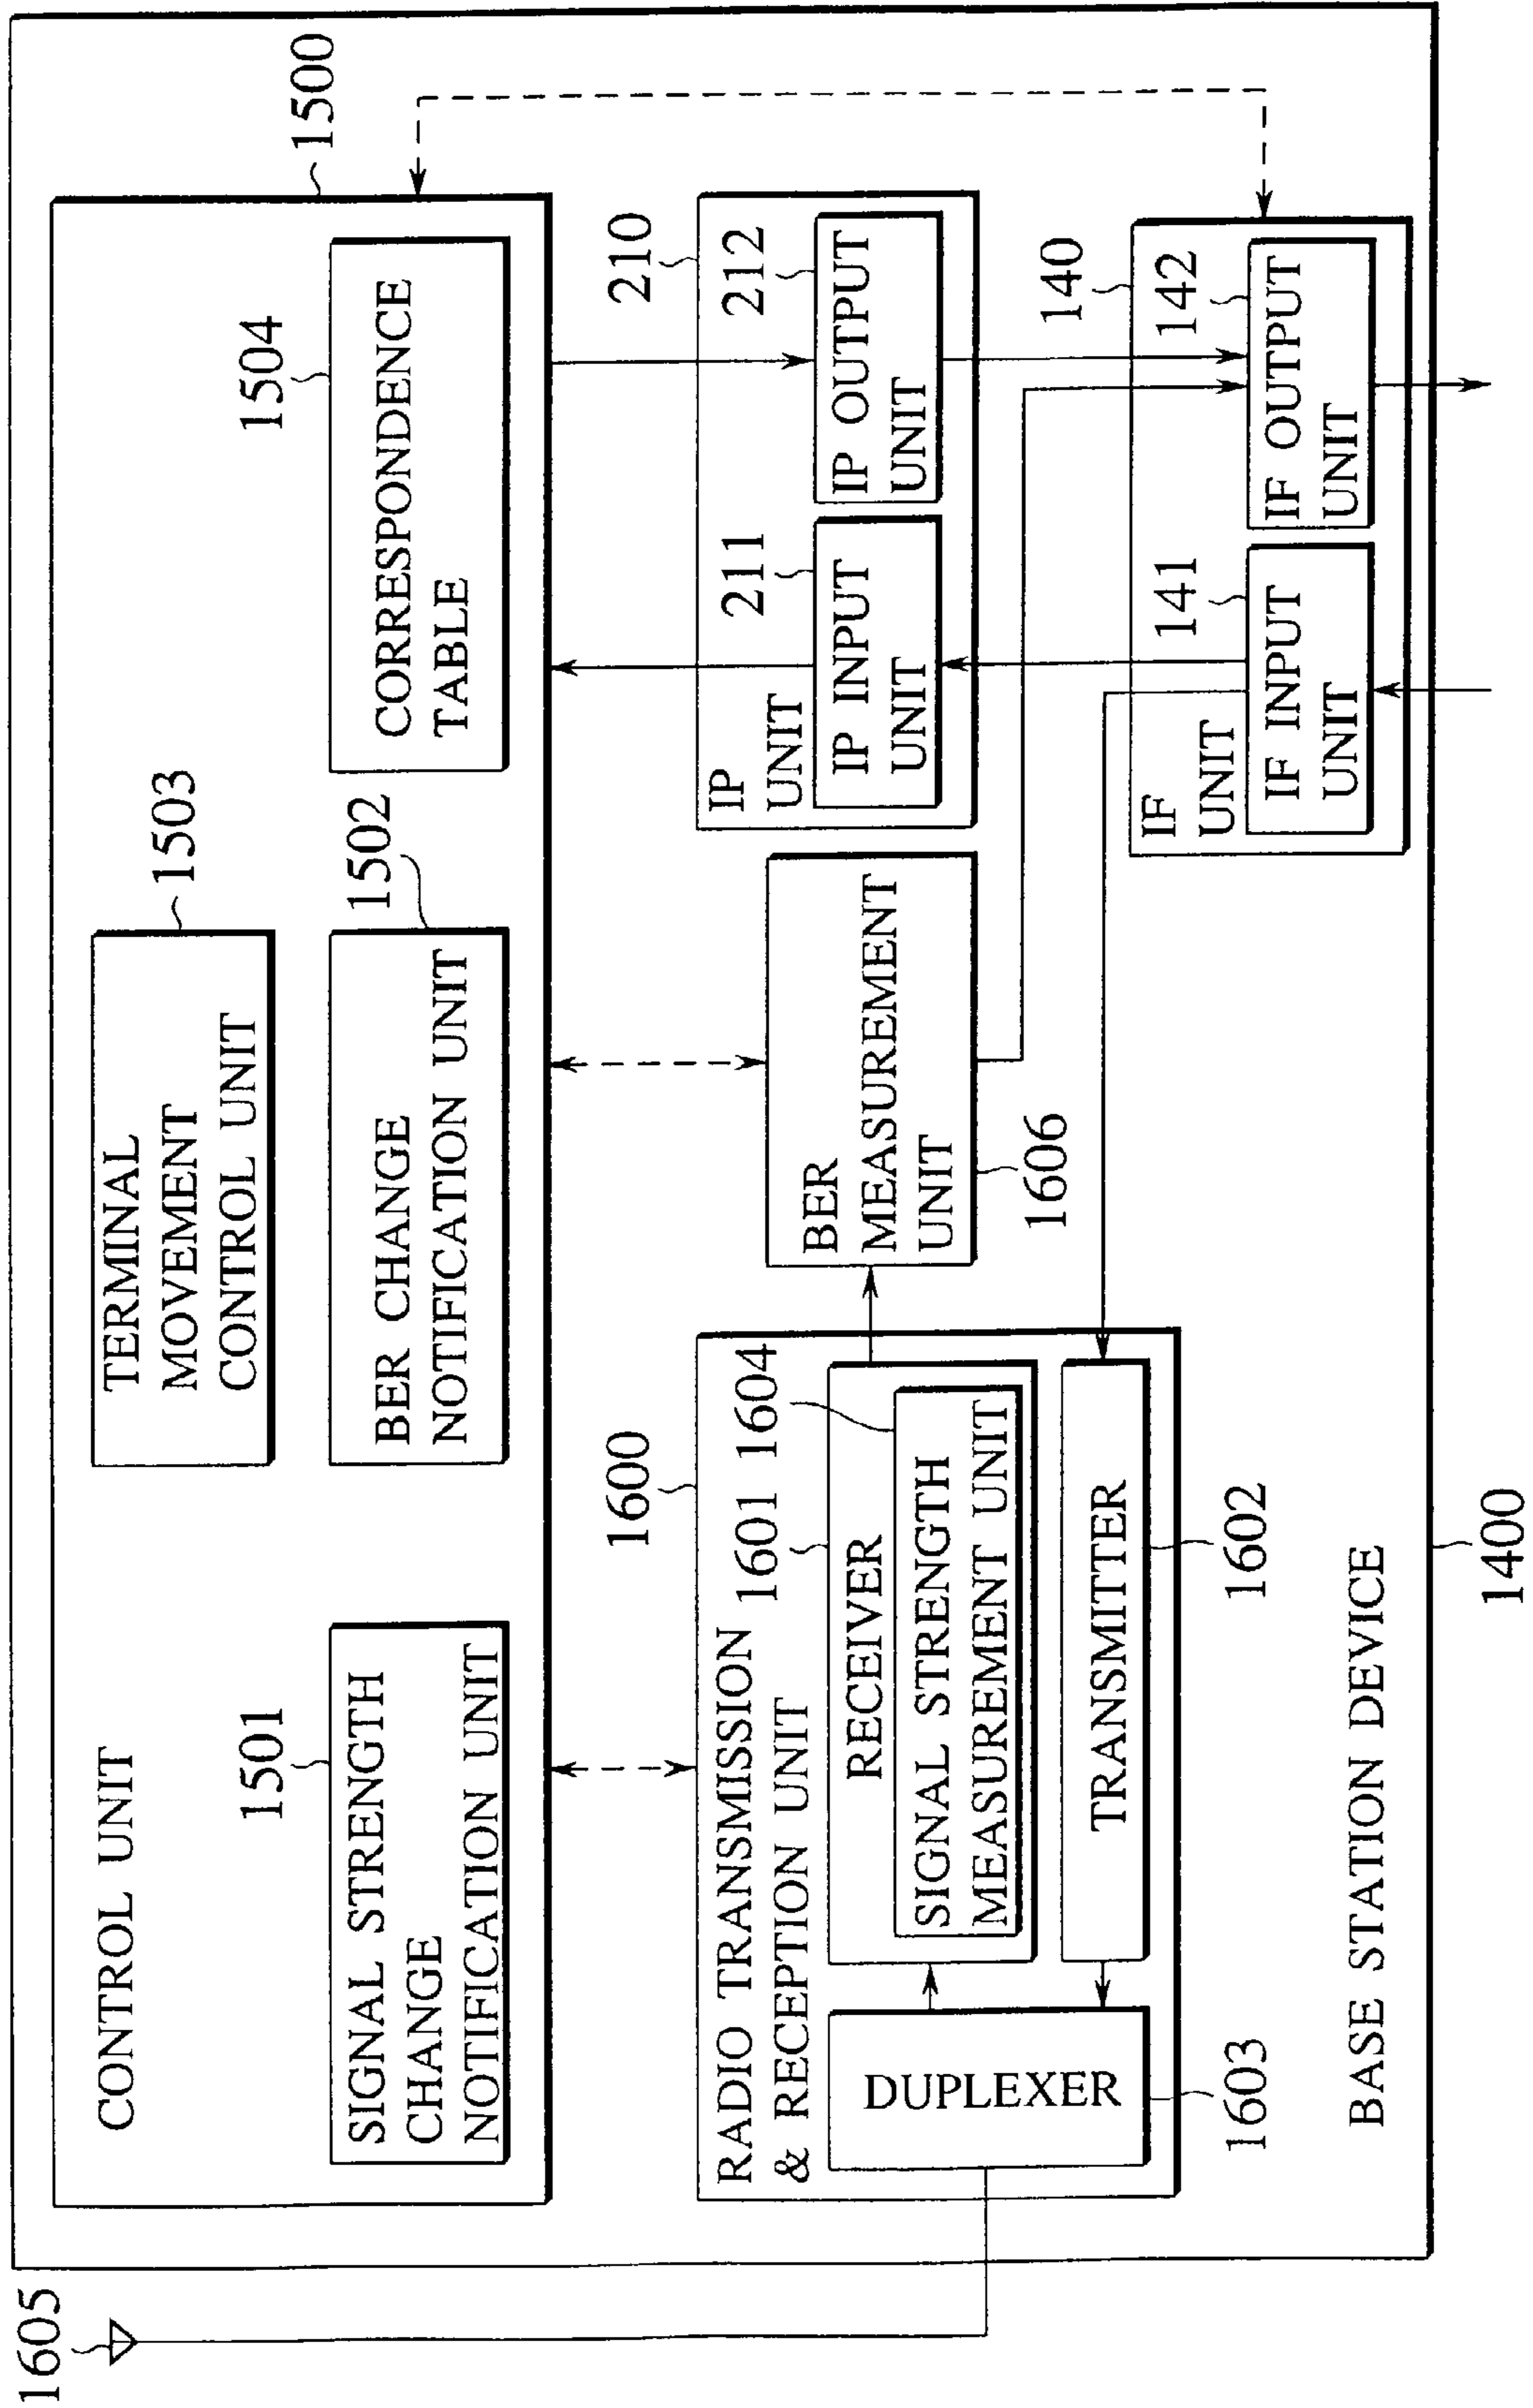 1605
CONTROL UNIT
1500
TERMINAL
MOVEMENT
CONTROL UNIT
1503
1501
SIGNAL STRENGTH
CHANGE
NOTIFICATION UNIT
BER CHANGE
NOTIFICATION UNIT
1502
1504
CORRESPONDENCE
TABLE
1600
RADIO TRANSMISSION
& RECEPTION UNIT
1601
1604
RECEIVER
SIGNAL STRENGTH
MEASUREMENT UNIT
DUPLEXER
1603
TRANSMITTER
1602
BER
MEASUREMENT
UNIT
1606
210
IP
UNIT
211
IP INPUT
UNIT
212
IP OUTPUT
UNIT
140
IF
UNIT
141
IF INPUT
UNIT
142
IF OUTPUT
UNIT
BASE STATION DEVICE
1400